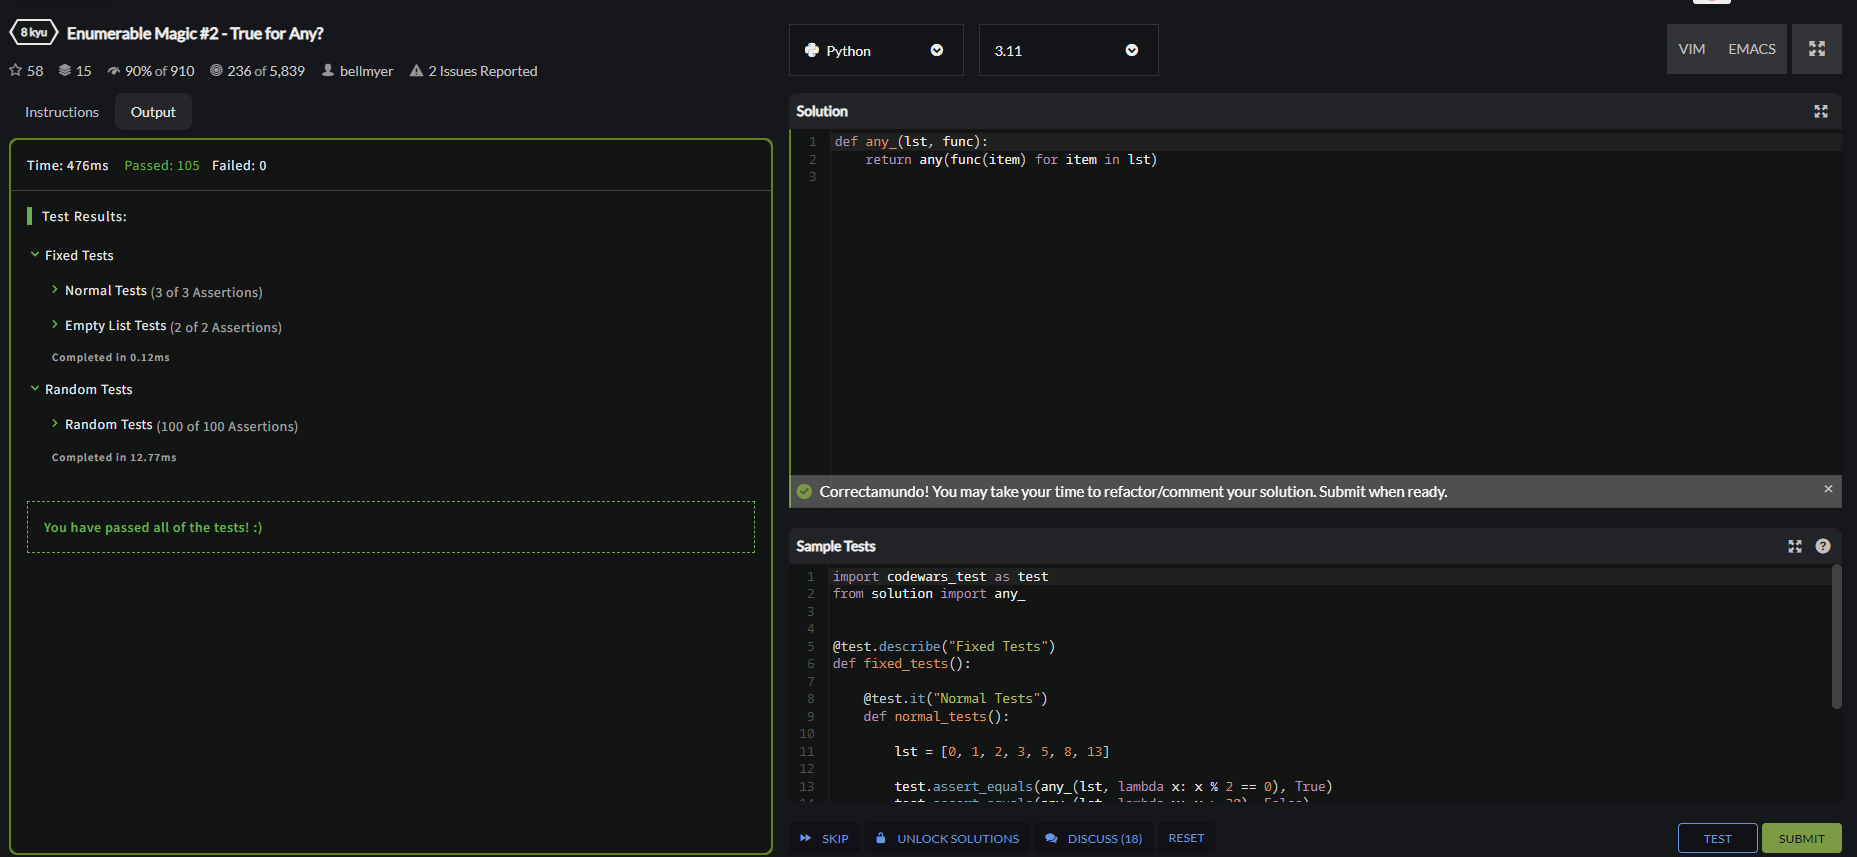 8 kyu Enumerable Magic #2 - True for Any?
58 15 90% of 910 236 of 5,839 bellmyer 2 Issues Reported
Instructions Output
Time: 476ms Passed: 105 Failed: 0
Test Results:
Fixed Tests
Normal Tests (3 of 3 Assertions)
Empty List Tests (2 of 2 Assertions)
Completed in 0.12ms
Random Tests
Random Tests (100 of 100 Assertions)
Completed in 12.77ms
You have passed all of the tests! :)
Python 3.11 VIM EMACS
Solution
1 def any_(lst, func):
2 return any(func(item) for item in lst)
3
Correctamundo! You may take your time to refactor/comment your solution. Submit when ready. ×
Sample Tests ?
1 import codewars_test as test
2 from solution import any_
3
4
5 @test.describe("Fixed Tests")
6 def fixed_tests():
7
8 @test.it("Normal Tests")
9 def normal_tests():
10
11 lst = [0, 1, 2, 3, 5, 8, 13]
12
13 test.assert_equals(any_(lst, lambda x: x % 2 == 0), True)
SKIP UNLOCK SOLUTIONS DISCUSS (18) RESET TEST SUBMIT